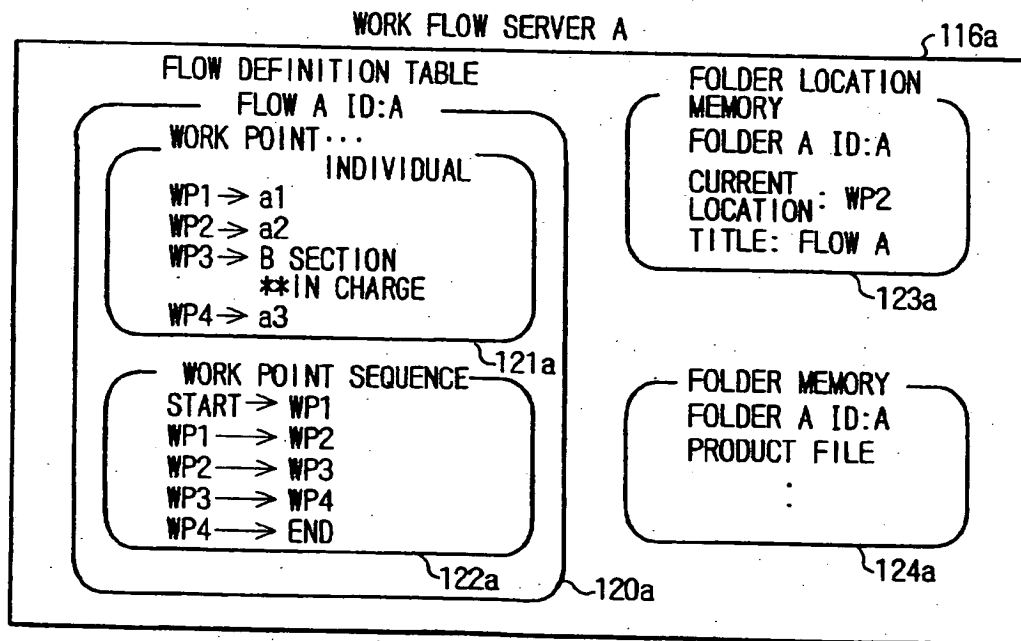 WORK FLOW SERVER A
116a
FLOW DEFINITION TABLE
FLOW A ID:A
WORK POINT···
INDIVIDUAL
WP1→ a1
WP2→ a2
WP3→ B SECTION
**IN CHARGE
WP4→ a3
121a
WORK POINT SEQUENCE
START→ WP1
WP1→ WP2
WP2→ WP3
WP3→ WP4
WP4→ END
122a
120a
FOLDER LOCATION
MEMORY
FOLDER A ID:A
CURRENT
LOCATION: WP2
TITLE: FLOW A
123a
FOLDER MEMORY
FOLDER A ID:A
PRODUCT FILE
:
124a